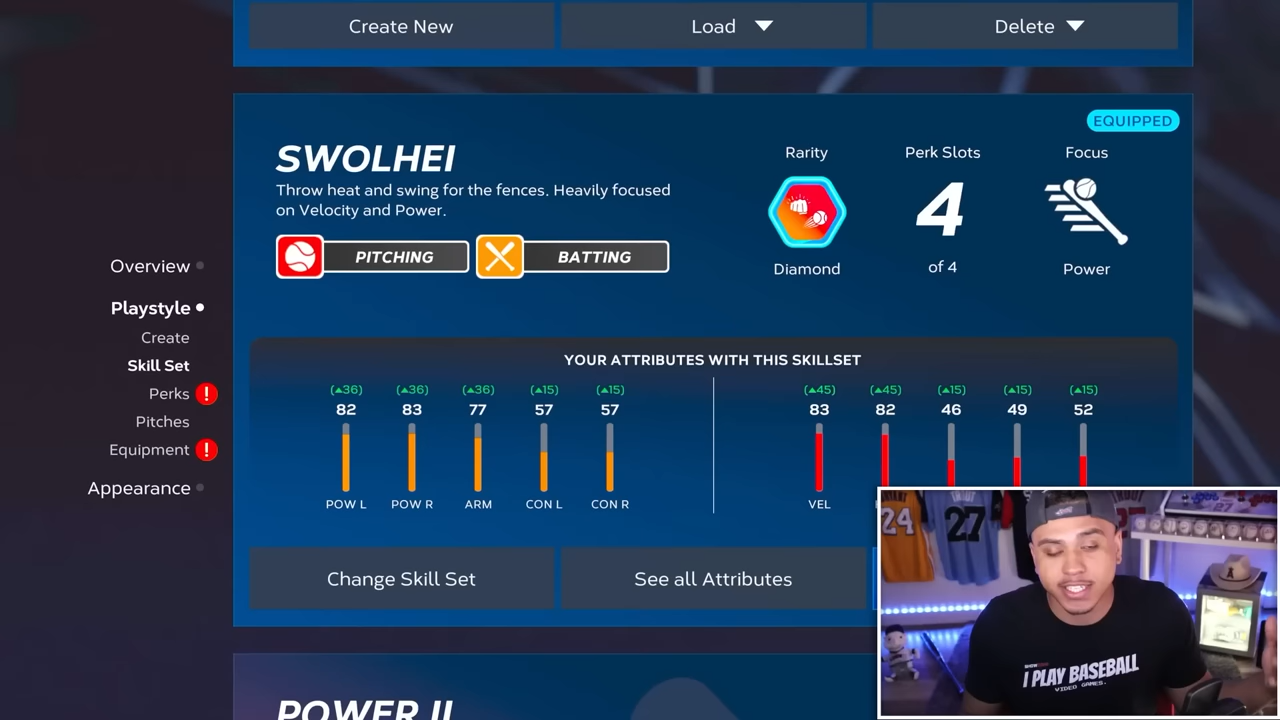 Create New
Load
Delete
EQUIPPED
SWOLHEI
Throw heat and swing for the fences. Heavily focused
on Velocity and Power.
PITCHING
BATTING
Rarity
Diamond
Perk Slots
4
of 4
Focus
Power
Overview
Playstyle
Create
Skill Set
Perks !
Pitches
Equipment !
Appearance
YOUR ATTRIBUTES WITH THIS SKILLSET
(▲36) (▲36) (▲36) (▲15) (▲15) (▲45) (▲45) (▲15) (▲15) (▲15)
82 83 77 57 57 83 82 46 49 52
POW L POW R ARM CON L CON R VEL
Change Skill Set
See all Attributes
POWER II
24
27
I PLAY BASEBALL
VIDEO GAMES.